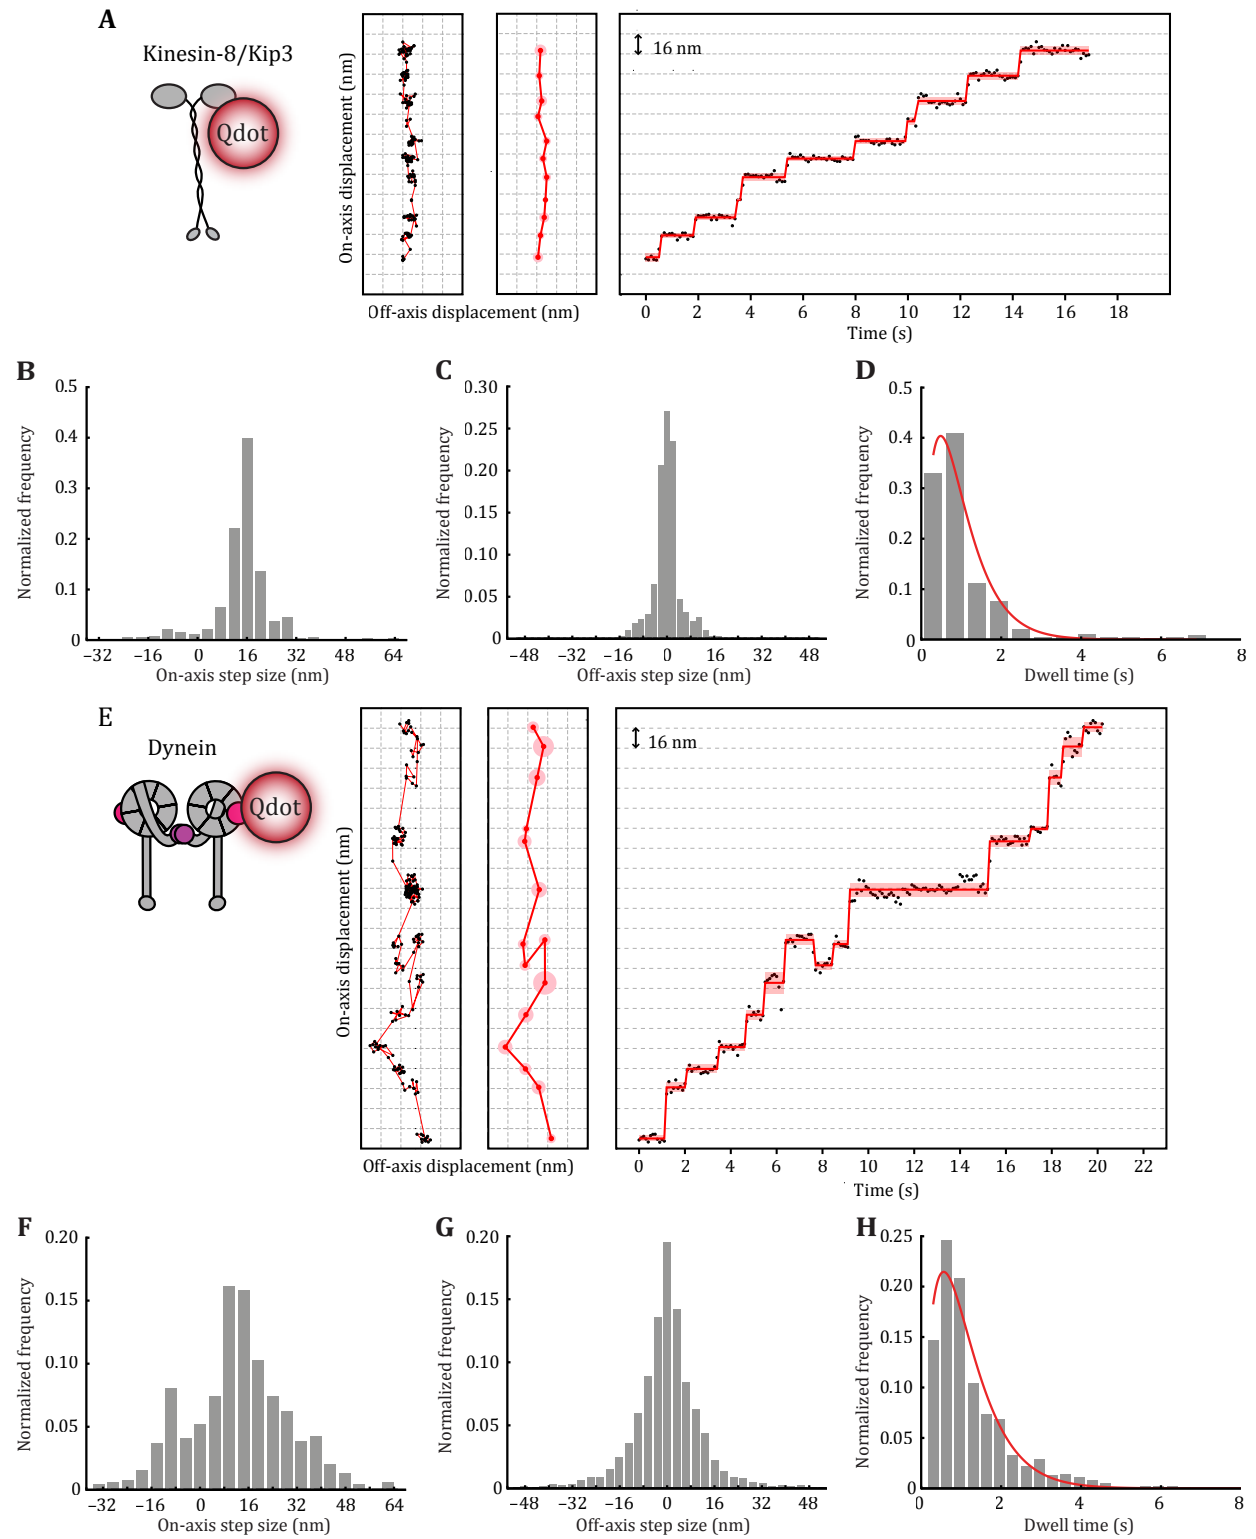 A
Kinesin-8/Kip3
Qdot
On-axis displacement (nm)
Off-axis displacement (nm)
16 nm
0 2 4 6 8 10 12 14 16 18
Time (s)
B
0.5
0.4
0.3
0.2
0.1
0
Normalized frequency
−32 −16 0 16 32 48 64
On-axis step size (nm)
C
0.30
0.25
0.20
0.15
0.10
0.05
0
Normalized frequency
−48 −32 −16 0 16 32 48
Off-axis step size (nm)
D
0.5
0.4
0.3
0.2
0.1
0
Normalized frequency
0 2 4 6 8
Dwell time (s)
E
Dynein
Qdot
On-axis displacement (nm)
Off-axis displacement (nm)
16 nm
0 2 4 6 8 10 12 14 16 18 20 22
Time (s)
F
0.20
0.15
0.10
0.05
0
Normalized frequency
−32 −16 0 16 32 48 64
On-axis step size (nm)
G
0.20
0.15
0.10
0.05
0
Normalized frequency
−48 −32 −16 0 16 32 48
Off-axis step size (nm)
H
0.25
0.20
0.15
0.10
0.05
0
Normalized frequency
0 2 4 6 8
Dwell time (s)